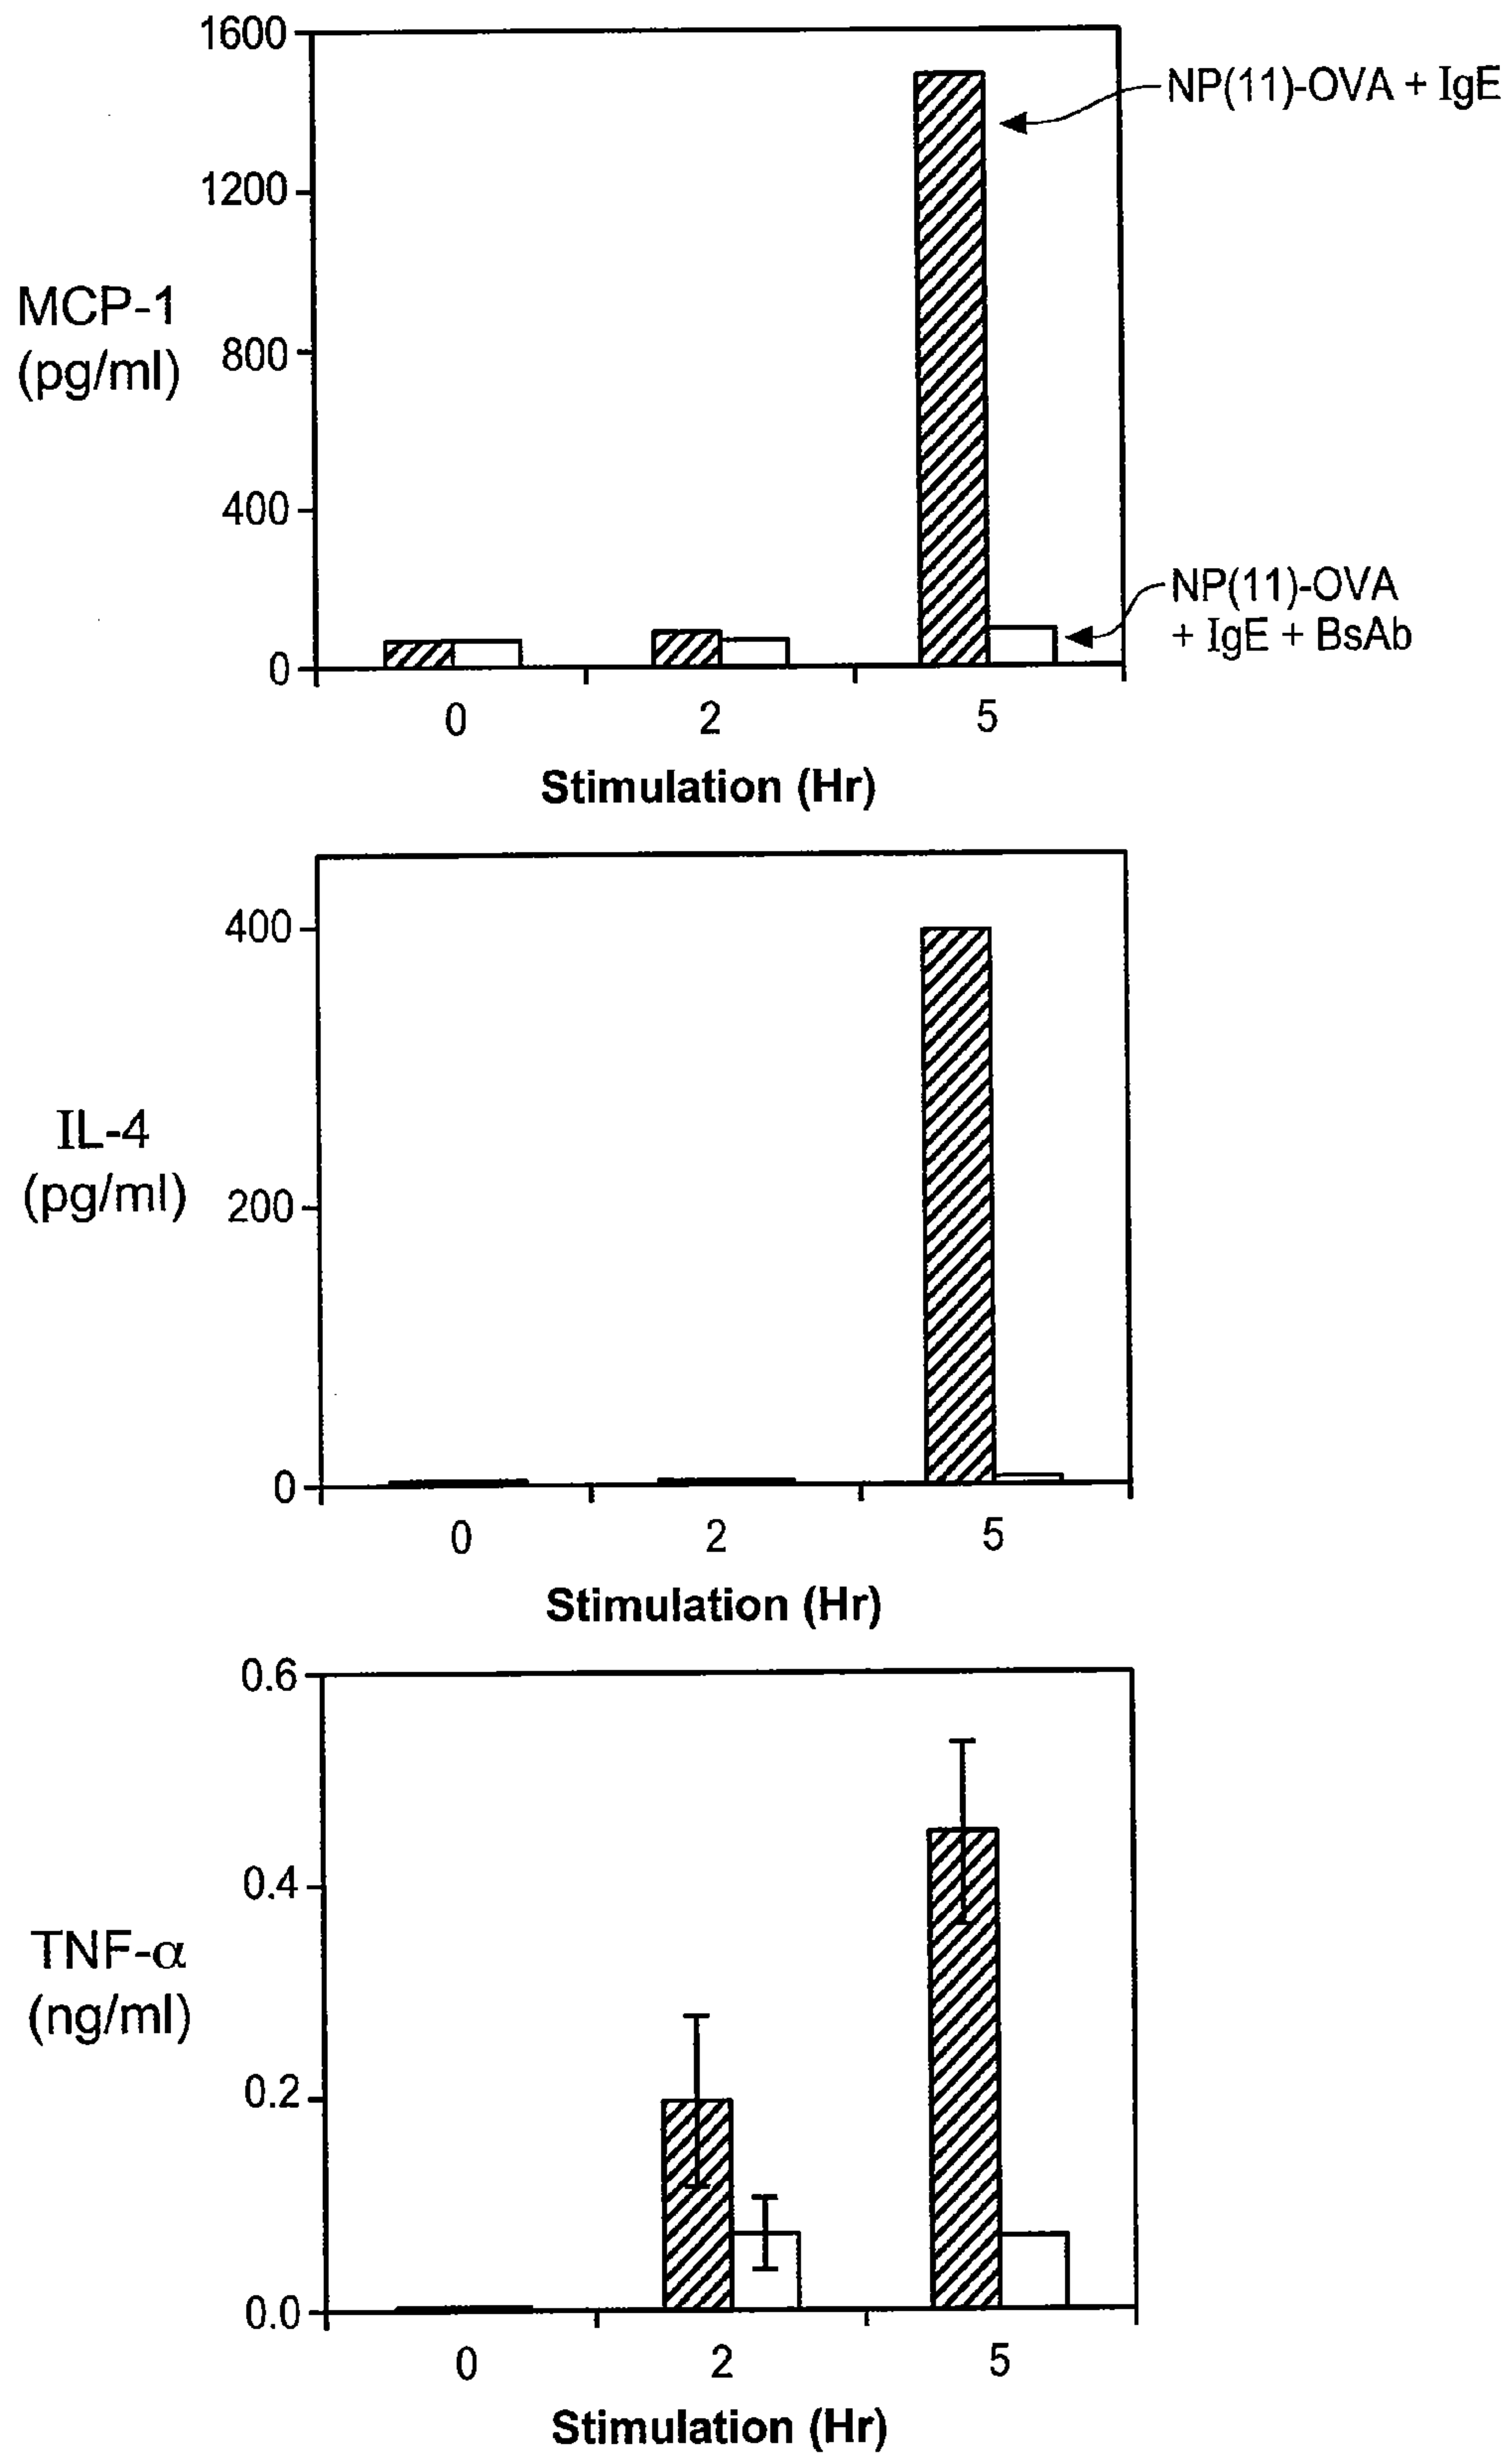 1600
NP(11)-OVA + IgE
1200
MCP-1
(pg/ml)
800
400
NP(11)-OVA
+ IgE + BsAb
0
0 2 5
Stimulation (Hr)
400
IL-4
(pg/ml)
200
0
0 2 5
Stimulation (Hr)
0.6
0.4
TNF-α
(ng/ml)
0.2
0.0
0 2 5
Stimulation (Hr)